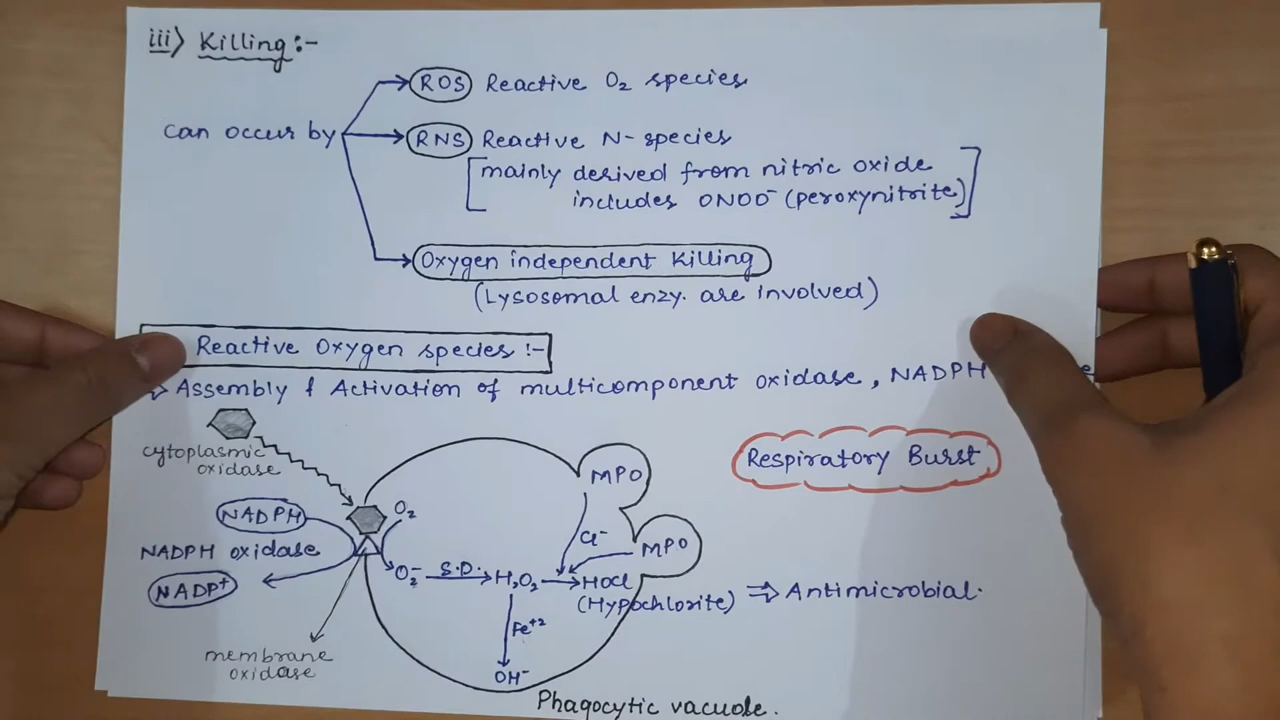 iii) Killing :-
can occur by
ROS Reactive O2 species
RNS Reactive N- species
[mainly derived from nitric oxide
includes ONOO⁻ (peroxynitrite)]
Oxygen independent Killing
(Lysosomal enzy. are involved)
Reactive Oxygen species :-
Assembly & Activation of multicomponent oxidase, NADPH
cytoplasmic
oxidase
Respiratory Burst
MPO
NADPH
O2
Cl⁻
MPO
NADPH oxidase
NADP+
O2⁻ S.D. H2O2 HOCl
(Hypochlorite) ⇒ Antimicrobial.
Fe+2
OH⁻
membrane
oxidase
Phagocytic vacuole.